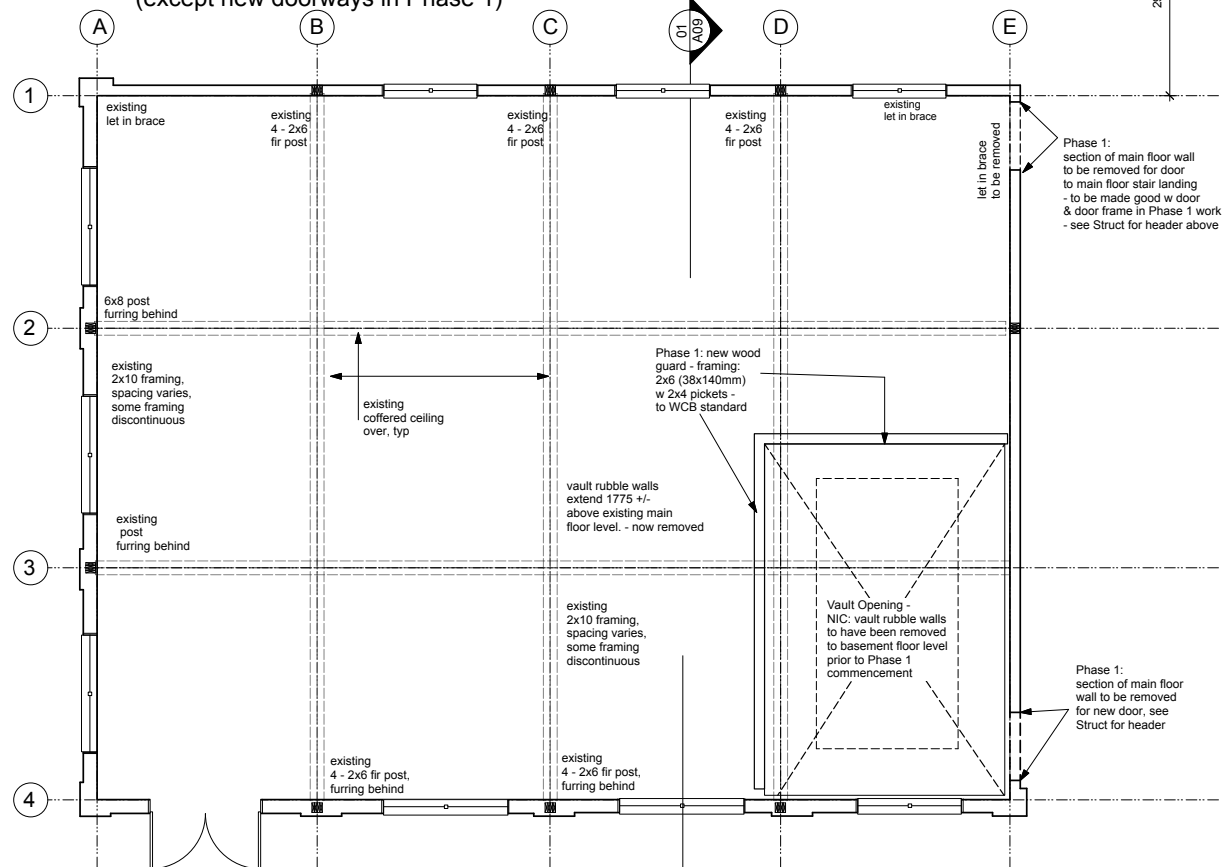 (except new doorways in Phase 1)
A
B
C
01
A09
D
E
1
existing
let in brace
existing
4 - 2x6
fir post
existing
4 - 2x6
fir post
existing
4 - 2x6
fir post
existing
let in brace
let in brace
to be removed
Phase 1:
section of main floor wall
to be removed for door
to main floor stair landing
- to be made good w door
& door frame in Phase 1 work
- see Struct for header above
2
6x8 post
furring behind
existing
2x10 framing,
spacing varies,
some framing
discontinuous
existing
coffered ceiling
over, typ
Phase 1: new wood
guard - framing:
2x6 (38x140mm)
w 2x4 pickets -
to WCB standard
vault rubble walls
extend 1775 +/-
above existing main
floor level. - now removed
existing
post
furring behind
3
existing
2x10 framing,
spacing varies,
some framing
discontinuous
Vault Opening -
NIC: vault rubble walls
to have been removed
to basement floor level
prior to Phase 1
commencement
Phase 1:
section of main floor
wall to be removed
for new door, see
Struct for header
existing
4 - 2x6 fir post,
furring behind
existing
4 - 2x6 fir post,
furring behind
4